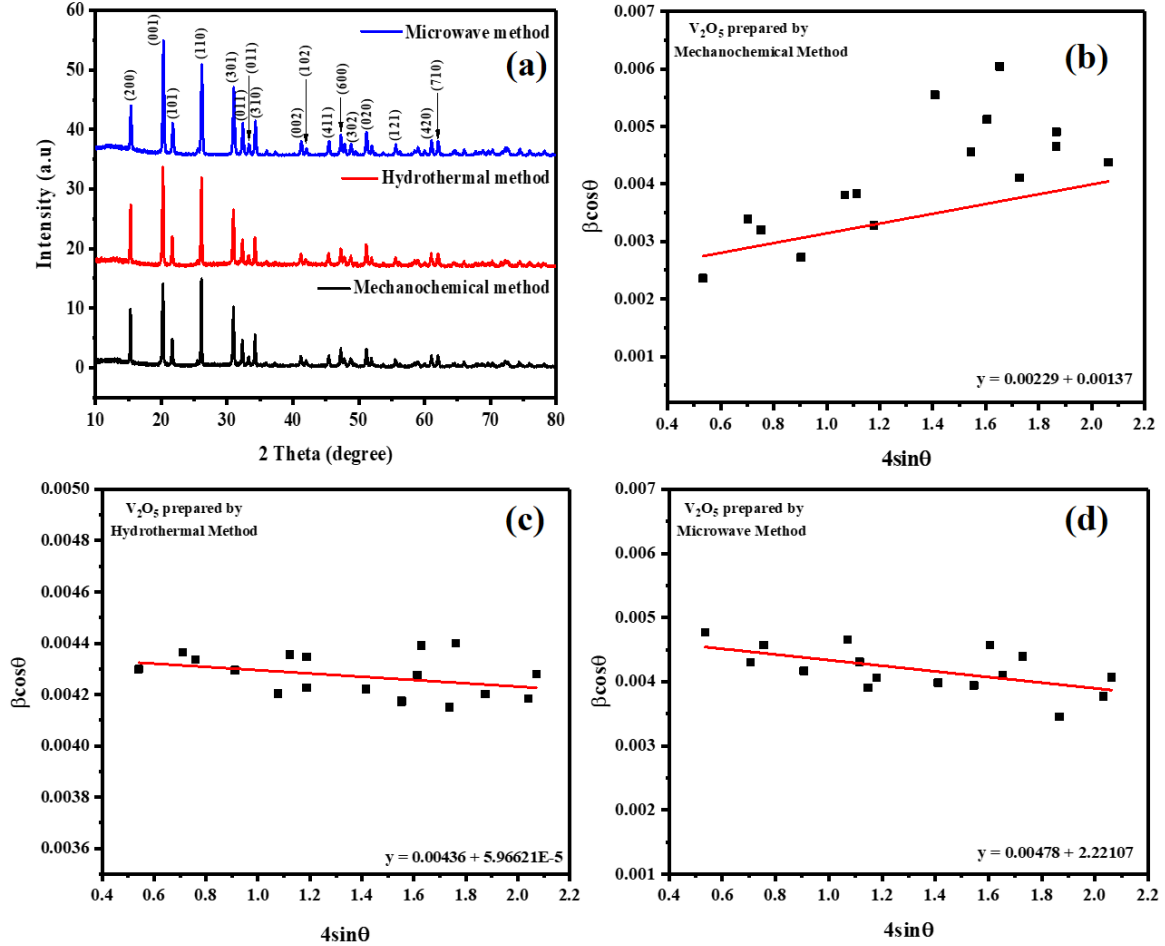 60
50
40
30
20
10
0
Intensity (a.u)
Microwave method
(a)
(200)
(001)
(101)
(110)
(301)
(011)
(011)
(310)
(002)
(102)
(411)
(600)
(302)
(020)
(121)
(420)
(710)
Hydrothermal method
Mechanochemical method
10 20 30 40 50 60 70 80
2 Theta (degree)
0.007
0.006
0.005
0.004
0.003
0.002
0.001
βcosθ
V₂O₅ prepared by
Mechanochemical Method
(b)
y = 0.00229 + 0.00137
0.4 0.6 0.8 1.0 1.2 1.4 1.6 1.8 2.0 2.2
4sinθ
0.0050
0.0048
0.0046
0.0044
0.0042
0.0040
0.0038
0.0036
βcosθ
V₂O₅ prepared by
Hydrothermal Method
(c)
y = 0.00436 + 5.96621E-5
0.4 0.6 0.8 1.0 1.2 1.4 1.6 1.8 2.0 2.2
4sinθ
0.007
0.006
0.005
0.004
0.003
0.002
0.001
βcosθ
V₂O₅ prepared by
Microwave Method
(d)
y = 0.00478 + 2.22107
0.4 0.6 0.8 1.0 1.2 1.4 1.6 1.8 2.0 2.2
4sinθ